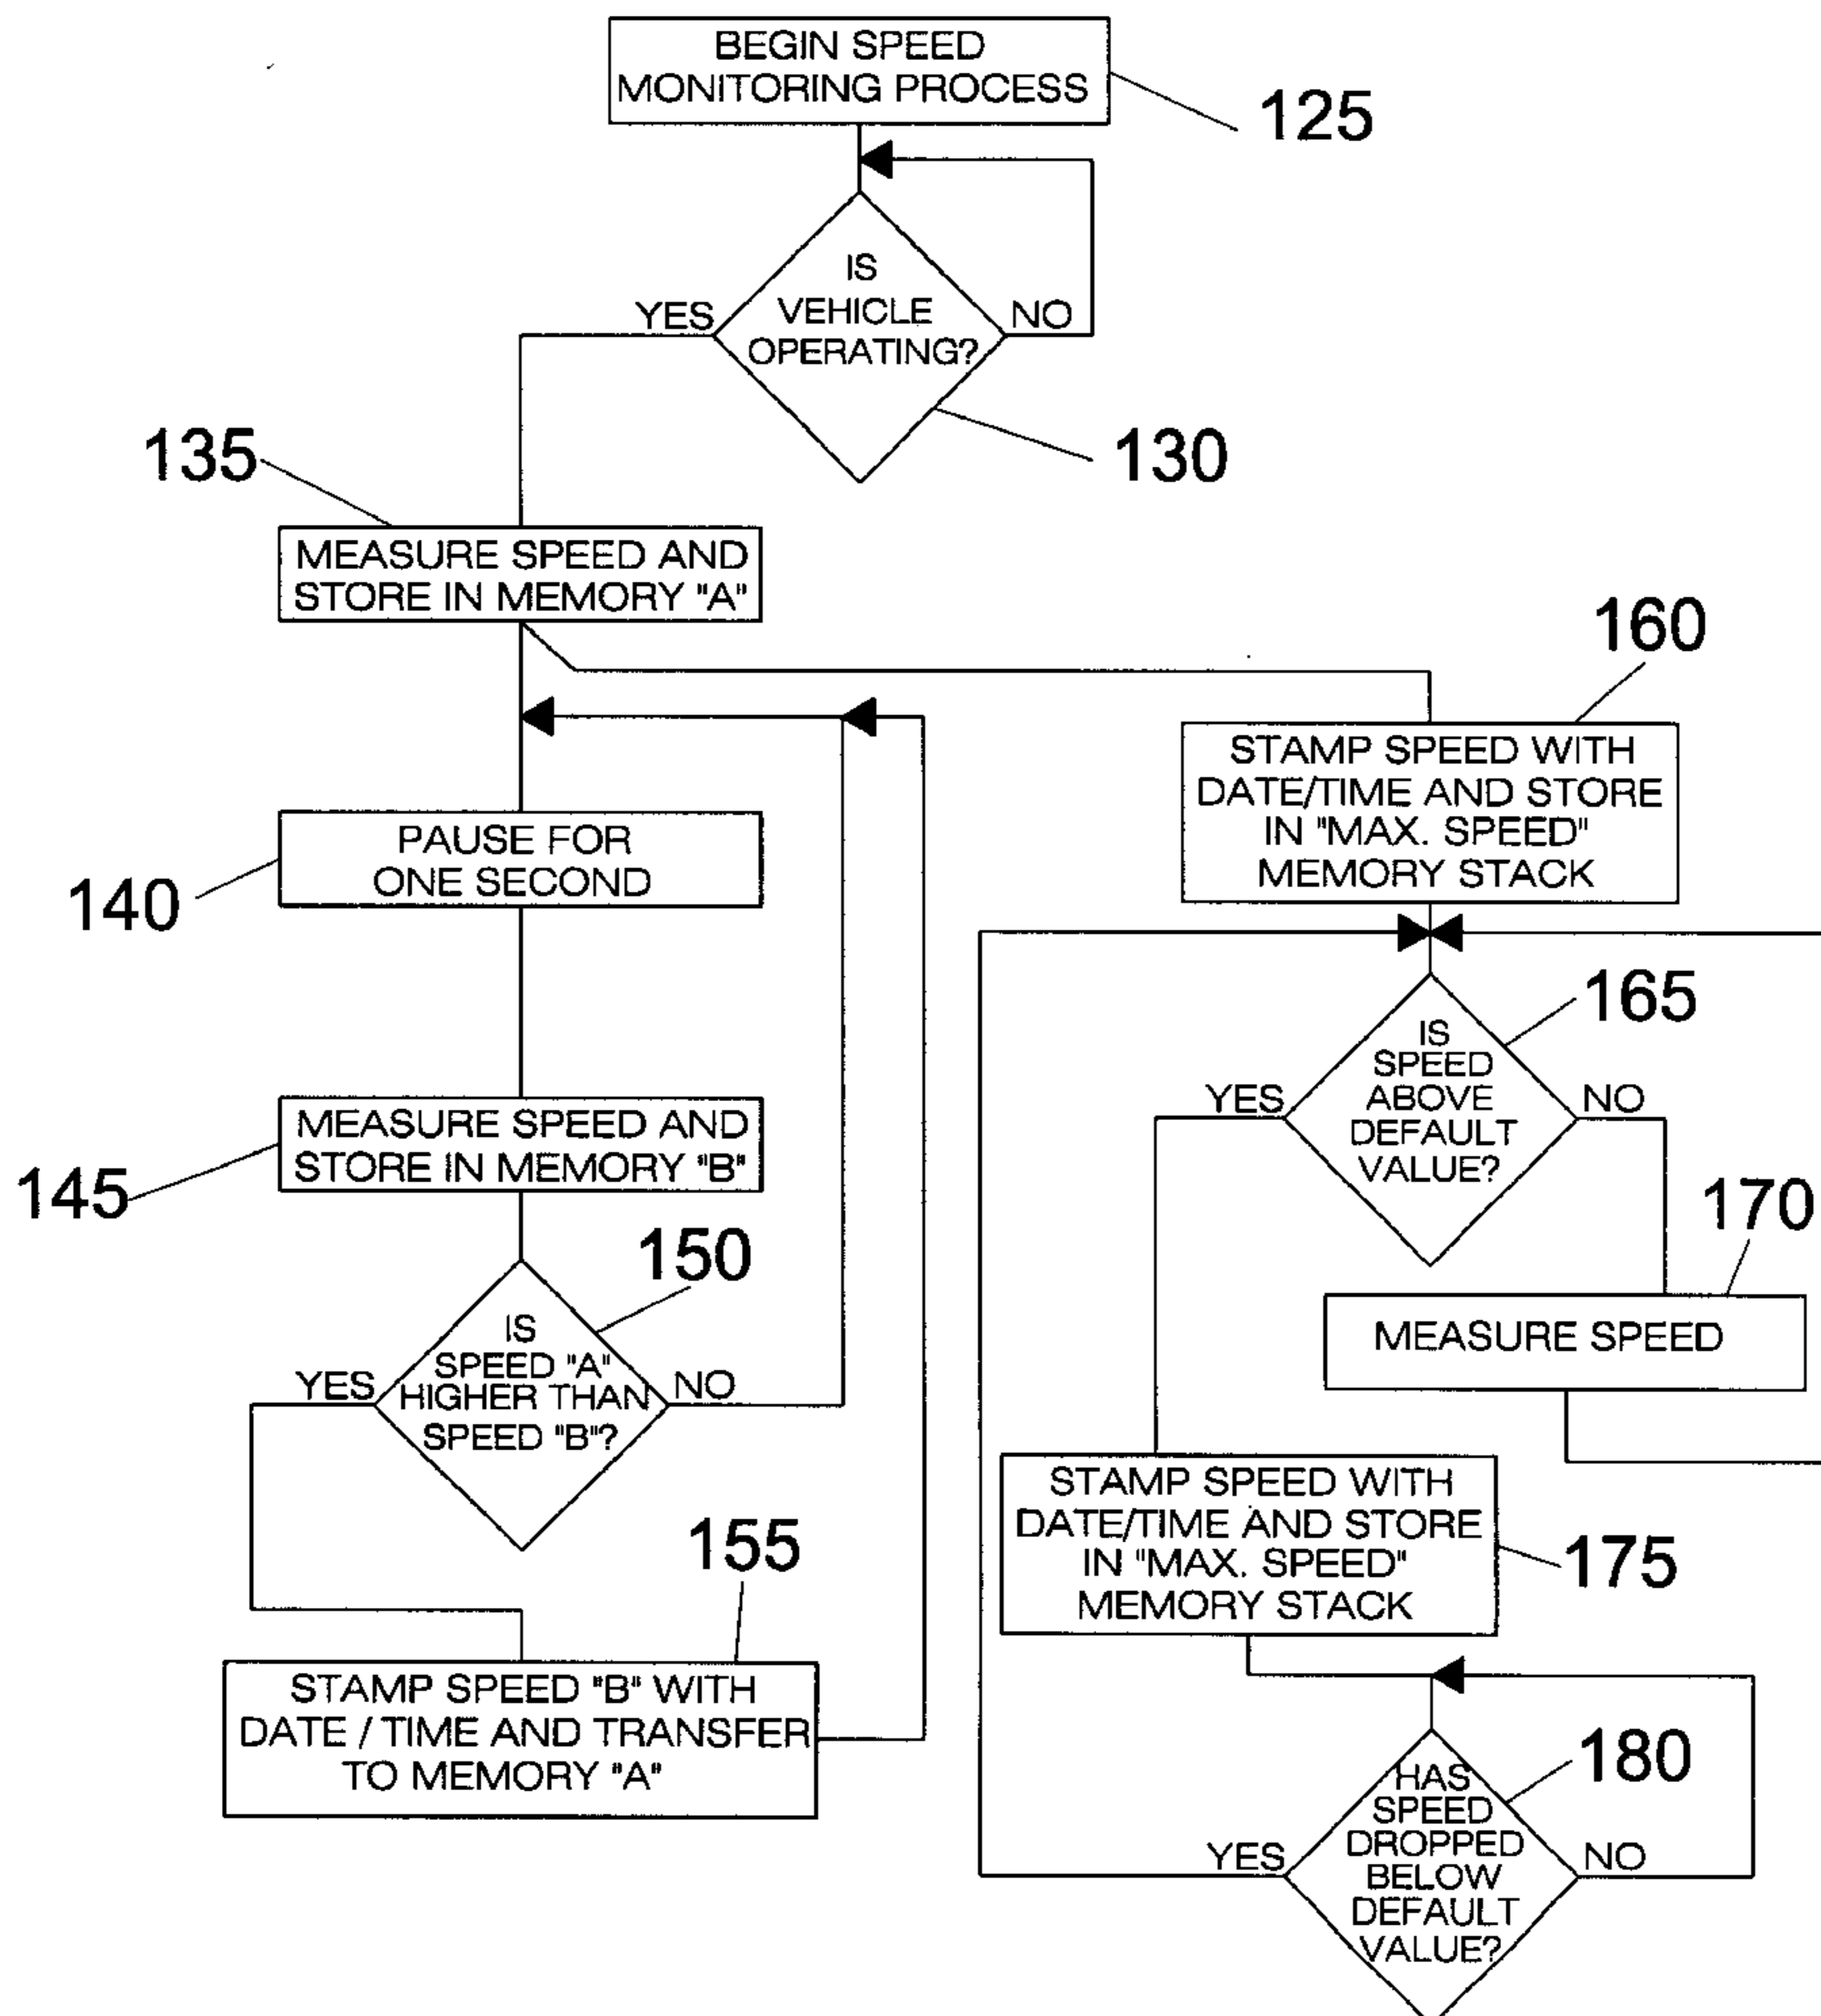 BEGIN SPEED
MONITORING PROCESS
125
IS
VEHICLE
OPERATING?
YES
NO
130
135
MEASURE SPEED AND
STORE IN MEMORY "A"
160
STAMP SPEED WITH
DATE/TIME AND STORE
IN "MAX. SPEED"
MEMORY STACK
PAUSE FOR
ONE SECOND
140
165
IS
SPEED
ABOVE
DEFAULT
VALUE?
YES
NO
MEASURE SPEED AND
STORE IN MEMORY "B"
145
170
MEASURE SPEED
150
IS
SPEED "A"
HIGHER THAN
SPEED "B"?
YES
NO
STAMP SPEED WITH
DATE/TIME AND STORE
IN "MAX. SPEED"
MEMORY STACK
175
155
STAMP SPEED "B" WITH
DATE / TIME AND TRANSFER
TO MEMORY "A"
180
HAS
SPEED
DROPPED
BELOW
DEFAULT
VALUE?
YES
NO